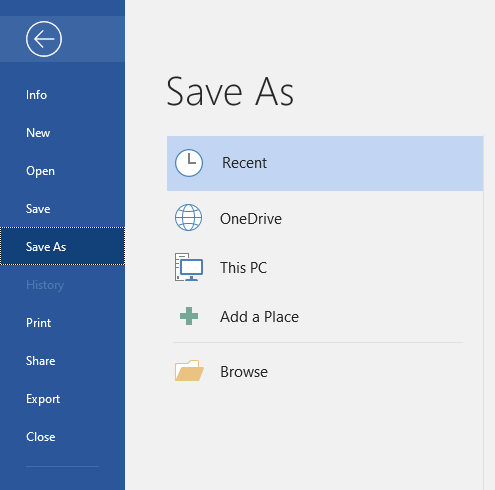 Info
New
Open
Save
Save As
History
Print
Share
Export
Close
Save As
Recent
OneDrive
This PC
Add a Place
Browse